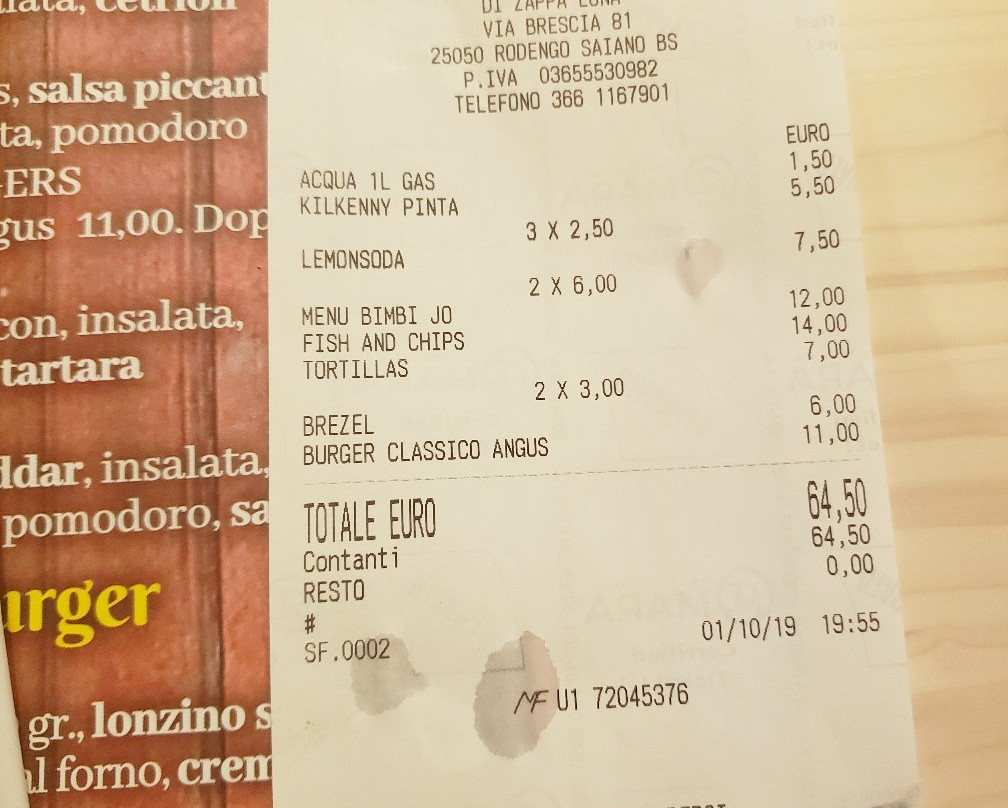 DI ZAPPA LUNA
VIA BRESCIA 81
25050 RODENGO SAIANO BS
P.IVA 03655530982
TELEFONO 366 1167901
EURO
ACQUA 1L GAS 1,50
KILKENNY PINTA 5,50
3 X 2,50
LEMONSODA 7,50
2 X 6,00
MENU BIMBI JO 12,00
FISH AND CHIPS 14,00
TORTILLAS 7,00
2 X 3,00
BREZEL 6,00
BURGER CLASSICO ANGUS 11,00
TOTALE EURO 64,50
Contanti 64,50
RESTO 0,00
#
SF.0002 01/10/19 19:55
MF U1 72045376
salsa piccant
ta, pomodoro
ERS
gus 11,00. Dop
con, insalata,
tartara
ddar, insalata,
pomodoro, sa
urger
gr., lonzino s
al forno, crem